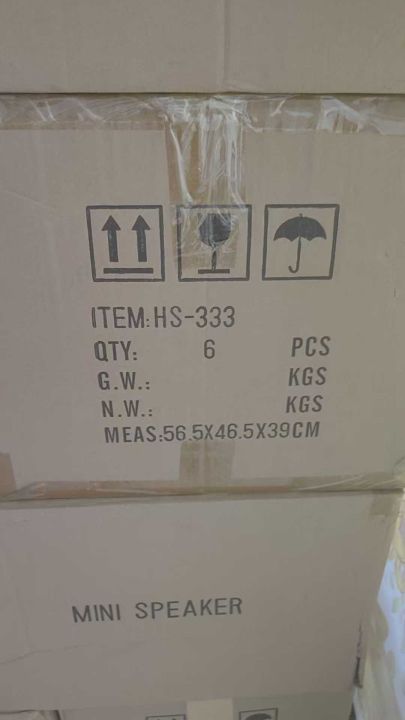 ITEM:HS-333
QTY: 6 PCS
G.W.: KGS
N.W.: KGS
MEAS:56.5X46.5X39CM
MINI SPEAKER